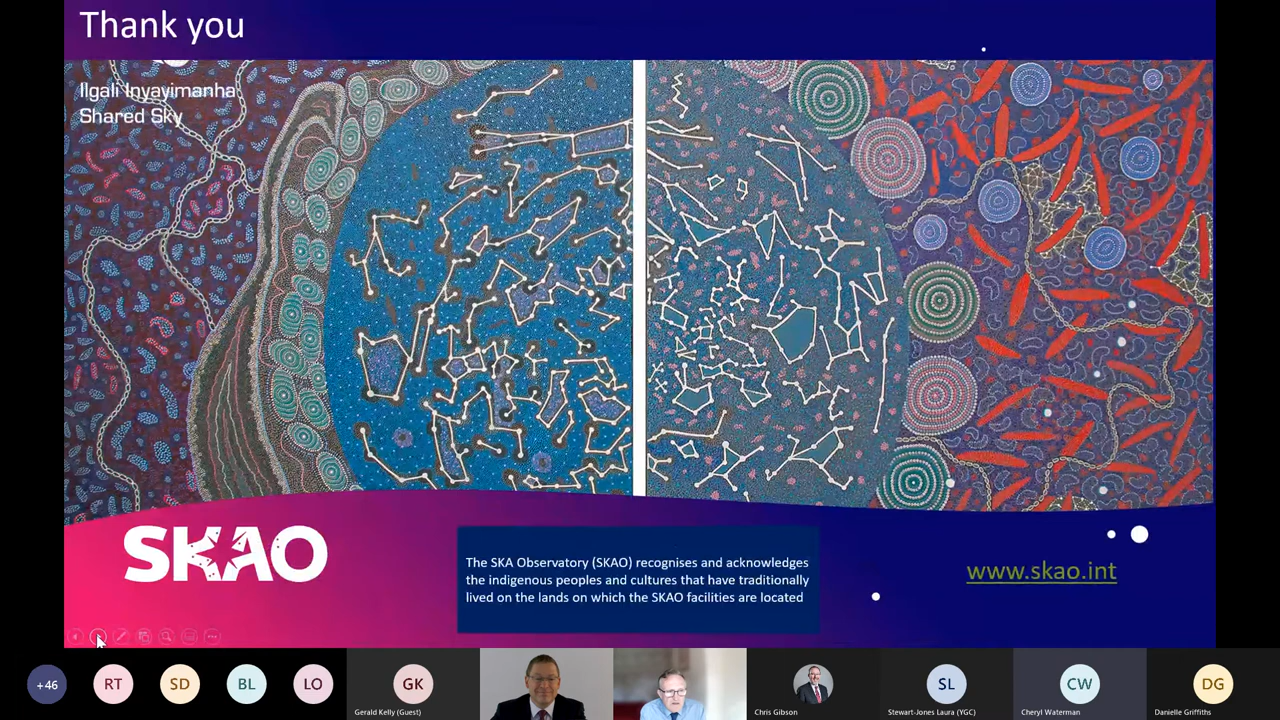 Thank you
Ilgali Inyayimanha
Shared Sky
SKAO
The SKA Observatory (SKAO) recognises and acknowledges
the indigenous peoples and cultures that have traditionally
lived on the lands on which the SKAO facilities are located
www.skao.int
+46
RT
SD
BL
LO
GK
Gerald Kelly (Guest)
Chris Gibson
SL
Stewart-Jones Laura (YGC)
CW
Cheryl Waterman
DG
Danielle Griffiths